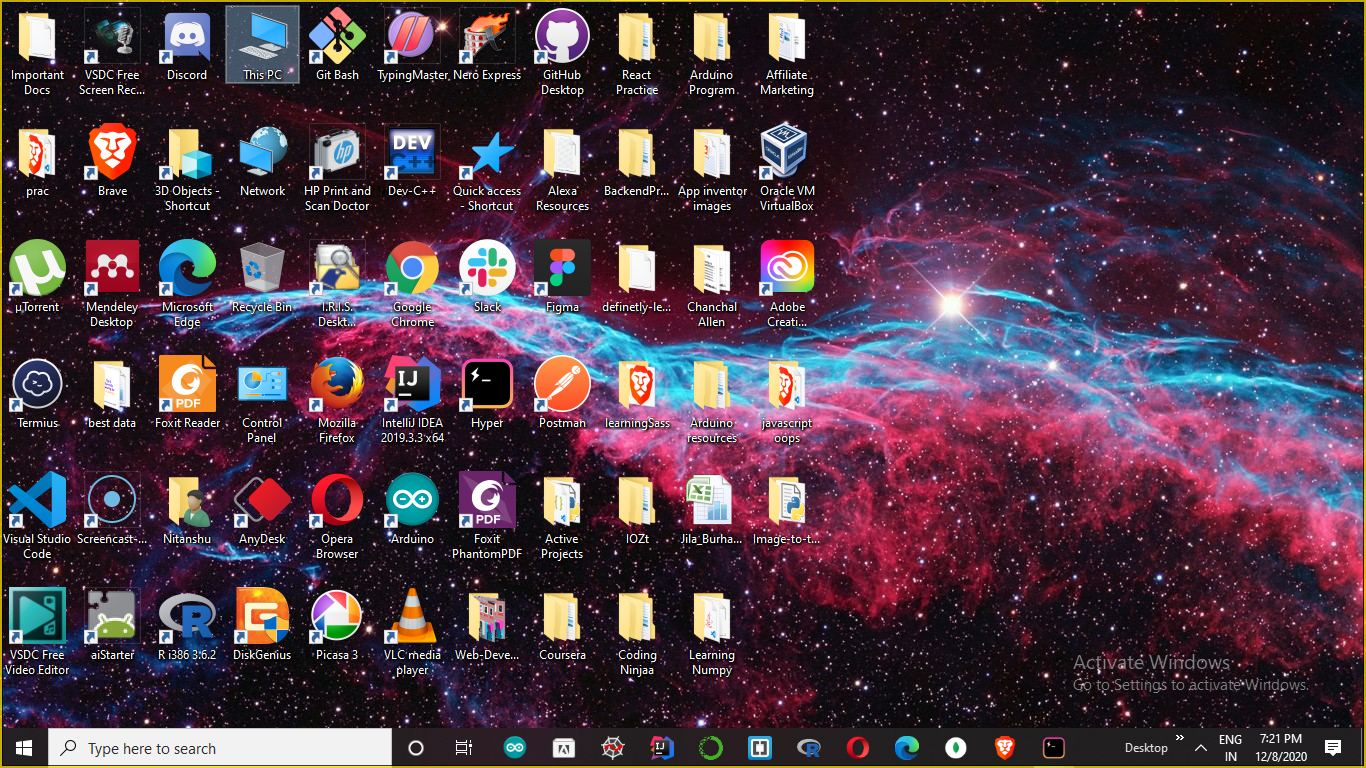 Important
Docs
VSDC Free
Screen Rec...
Discord
This PC
Git Bash
TypingMaster
Nero Express
GitHub
Desktop
React
Practice
Arduino
Program
Affiliate
Marketing
prac
Brave
3D Objects -
Shortcut
Network
HP Print and
Scan Doctor
DEV
C++
Dev-C++
Quick access
- Shortcut
Alexa
Resources
BackendPr...
App inventor
images
Oracle VM
VirtualBox
µTorrent
Mendeley
Desktop
Microsoft
Edge
Recycle Bin
I.R.I.S.
Deskt...
Google
Chrome
Slack
Figma
definetly-le...
Chanchal
Allen
Adobe
Creati...
Termius
best data
PDF
Foxit Reader
Control
Panel
Mozilla
Firefox
IJ
IntelliJ IDEA
2019.3.3 x64
Hyper
Postman
learningSass
Arduino
resources
javascript
oops
Visual Studio
Code
Screencast-...
Nitanshu
AnyDesk
Opera
Browser
Arduino
PDF
Foxit
PhantomPDF
Active
Projects
IOZt
Jila_Burha...
Image-to-t...
VSDC Free
Video Editor
aiStarter
R i386 3.6.2
DiskGenius
Picasa 3
VLC media
player
Web-Deve...
Coursera
Coding
Ninjaa
Learning
Numpy
Activate Windows
Go to Settings to activate Windows.
Type here to search
Desktop
ENG
IN
7:21 PM
12/8/2020